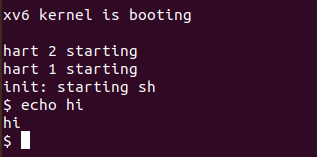 xv6 kernel is booting
hart 2 starting
hart 1 starting
init: starting sh
$ echo hi
hi
$